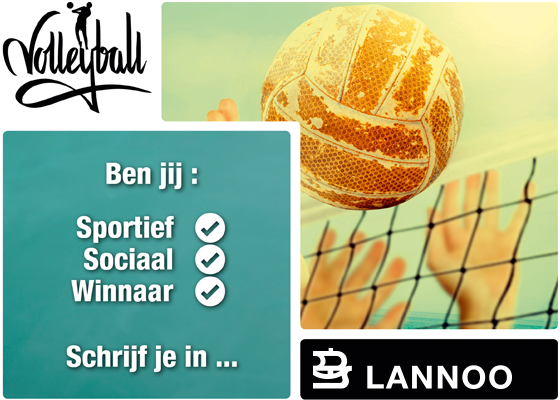 Volleyball
Ben jij :
Sportief
Sociaal
Winnaar
Schrijf je in ...
LANNOO